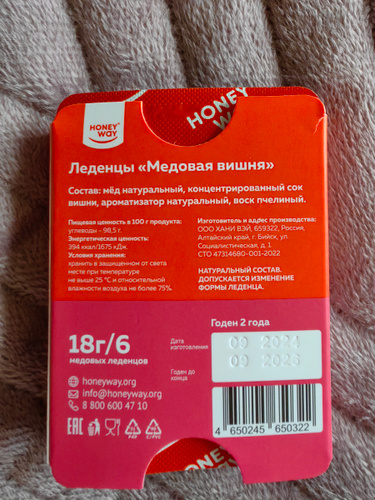 HONEY
WAY
HONEY
WAY
Леденцы «Медовая вишня»
Состав: мёд натуральный, концентрированный сок
вишни, ароматизатор натуральный, воск пчелиный.
Пищевая ценность в 100 г продукта:
углеводы – 98,5 г.
Энергетическая ценность:
394 ккал/1675 кДж.
Условия хранения:
хранить в защищенном от света
месте при температуре
не выше 25 °С и относительной
влажности воздуха не более 75%.
Изготовитель и адрес производства:
ООО ХАНИ ВЭЙ, 659322, Россия,
Алтайский край, г. Бийск, ул.
Социалистическая, д. 1
СТО 47314680-001-2022
НАТУРАЛЬНЫЙ СОСТАВ.
ДОПУСКАЕТСЯ ИЗМЕНЕНИЕ
ФОРМЫ ЛЕДЕНЦА.
18г/6
медовых леденцов
honeyway.org
info@honeyway.org
8 800 600 47 10
EAC
PAP
C/PVC
Годен 2 года
Дата
изготовления
09 2024
Годен до
конца
09 2026
4 650245 650322
HONEY